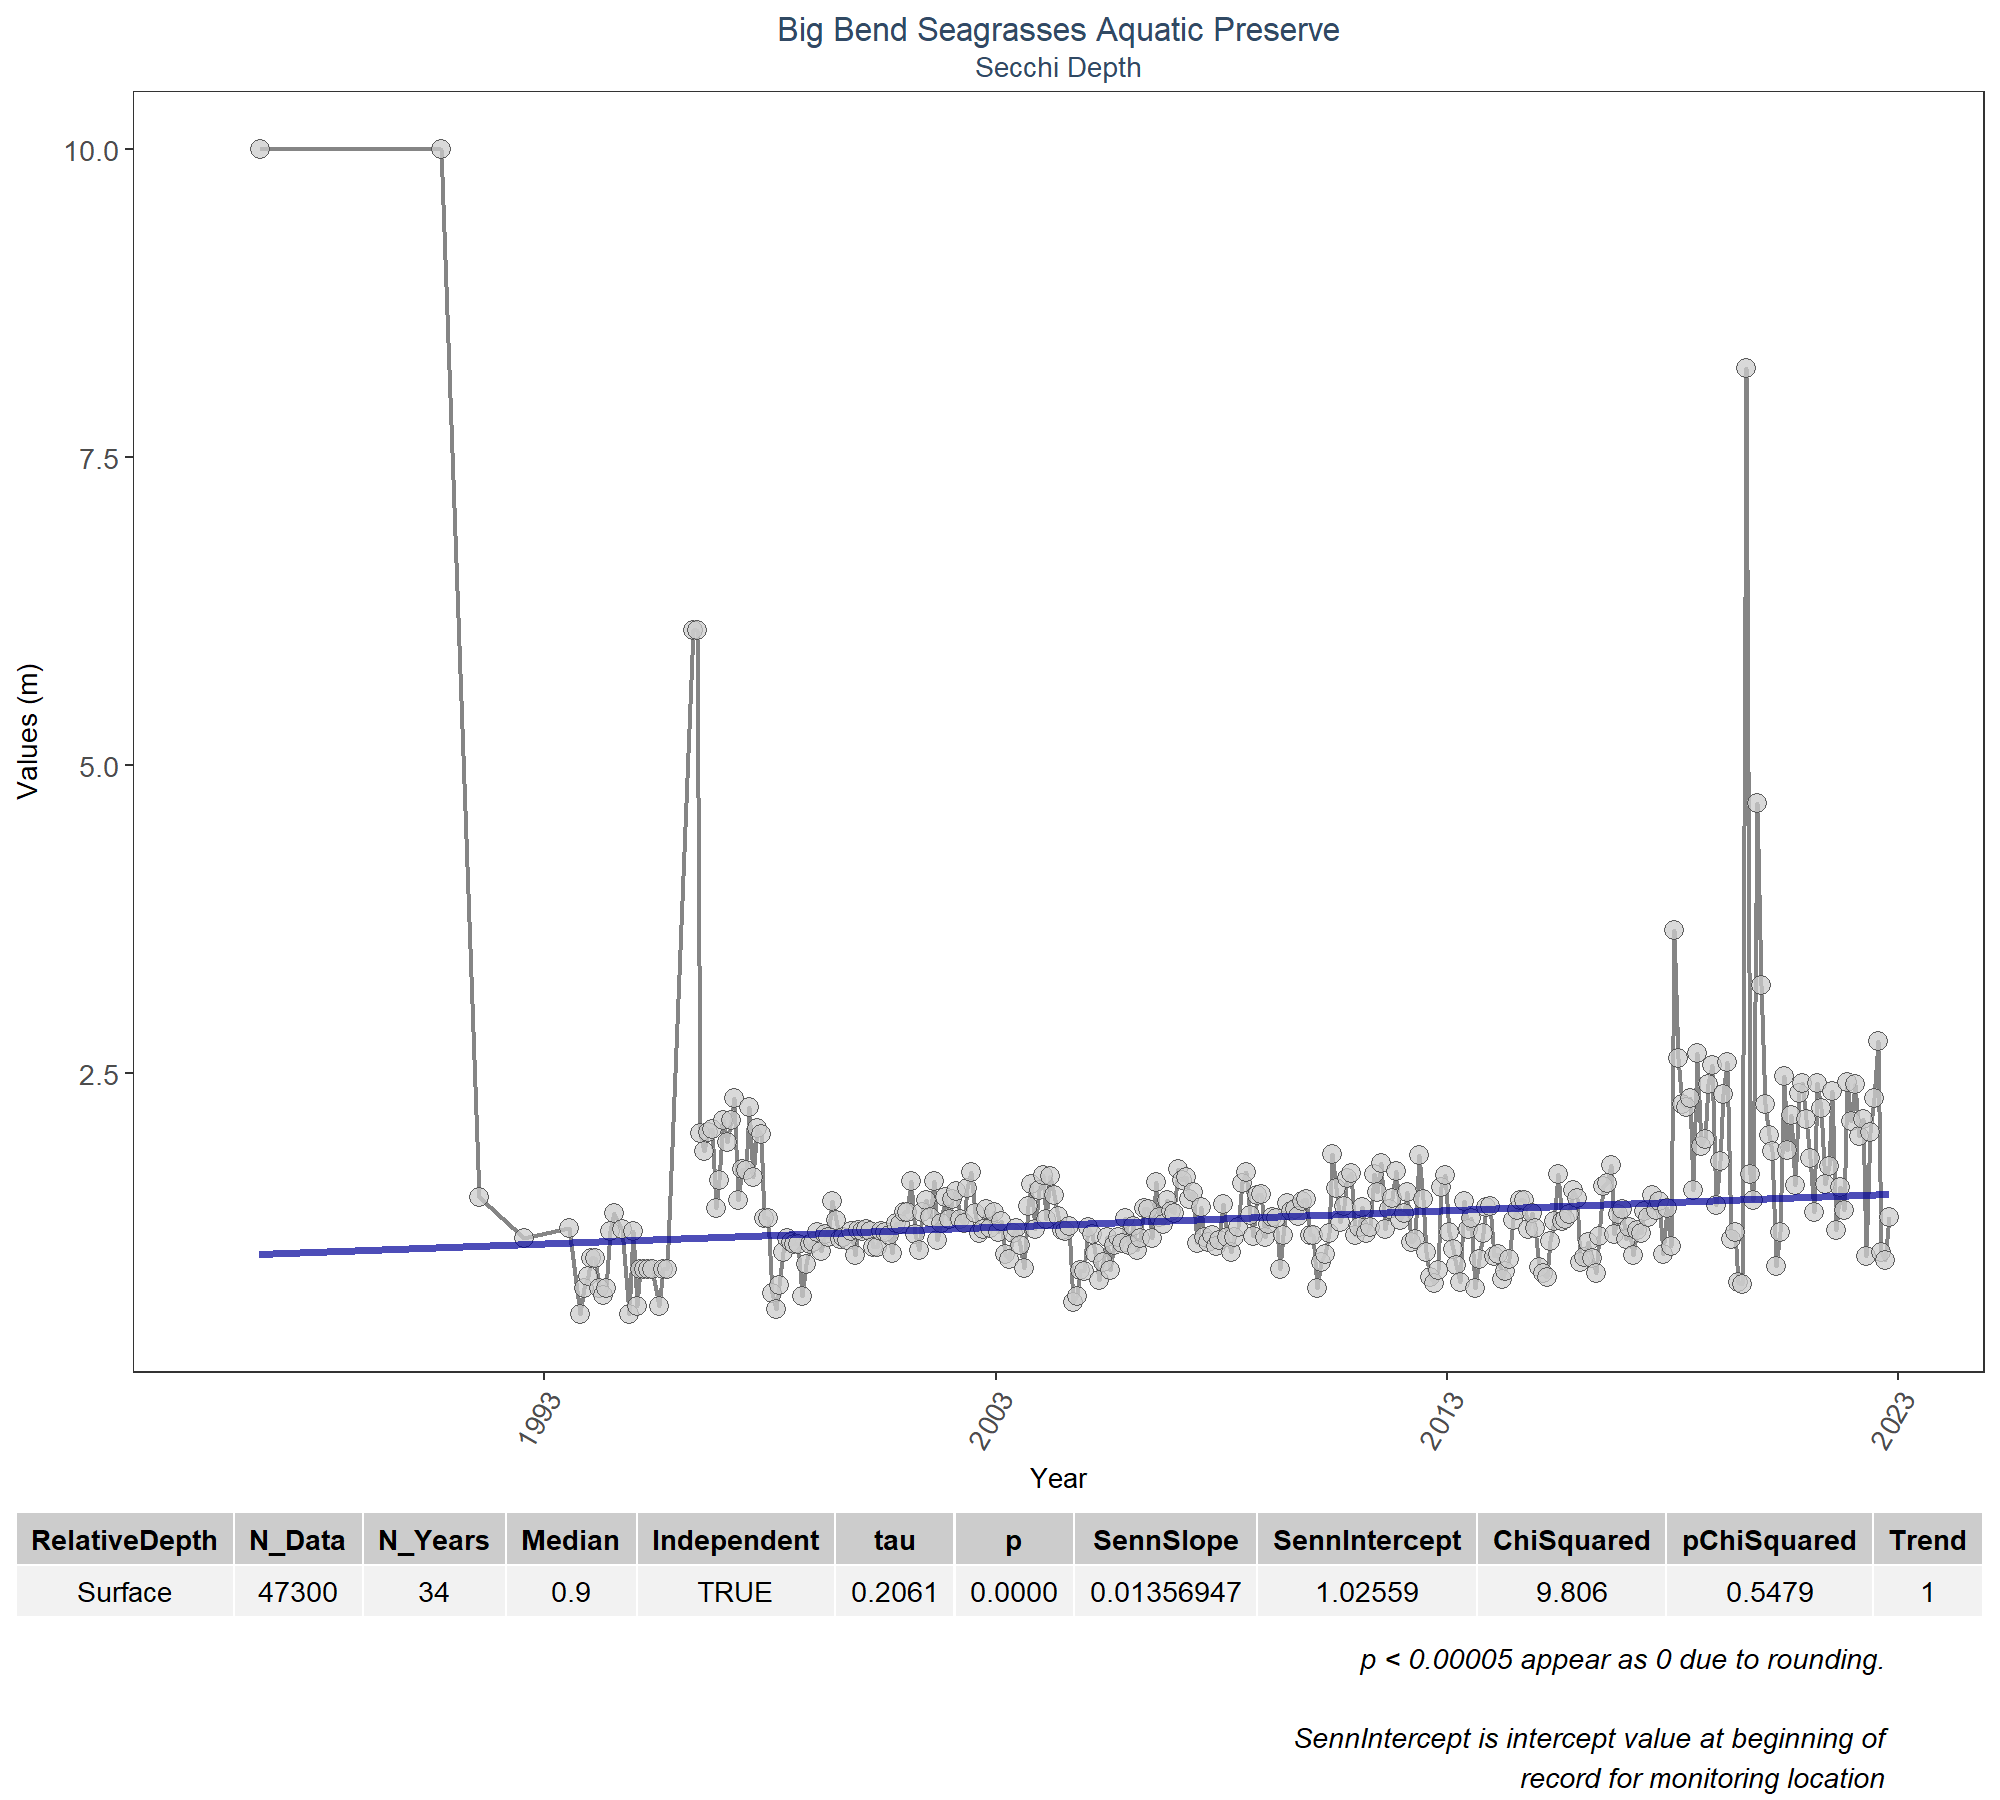 Big Bend Seagrasses Aquatic Preserve
Secchi Depth
10.0
7.5
5.0
2.5
Values (m)
1993
2003
2013
2023
Year
RelativeDepth N_Data N_Years Median Independent tau p SennSlope SennIntercept ChiSquared pChiSquared Trend
Surface 47300 34 0.9 TRUE 0.2061 0.0000 0.01356947 1.02559 9.806 0.5479 1
p < 0.00005 appear as 0 due to rounding.
SennIntercept is intercept value at beginning of
record for monitoring location